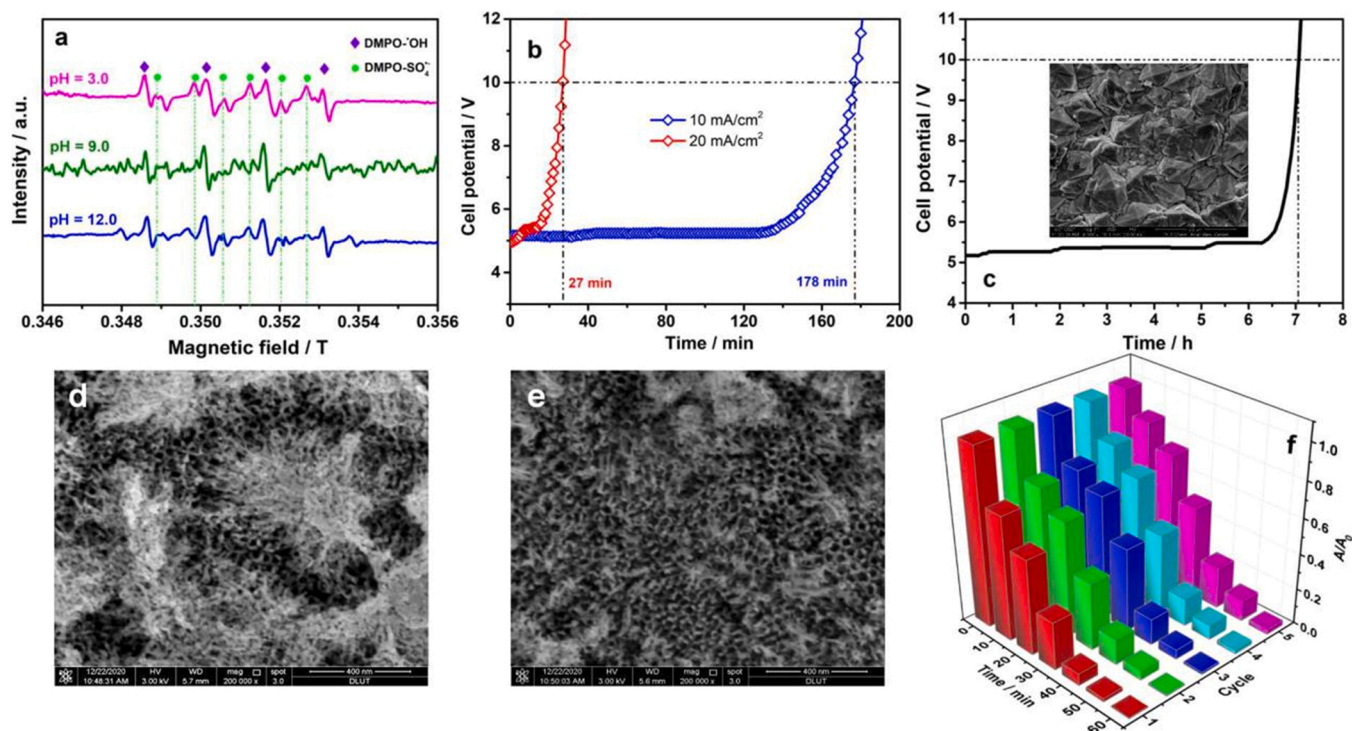 a
DMPO-·OH
DMPO-SO₄·⁻
pH = 3.0
pH = 9.0
pH = 12.0
Intensity / a.u.
0.346 0.348 0.350 0.352 0.354 0.356
Magnetic field / T
b
12
10
8
6
4
Cell potential / V
10 mA/cm²
20 mA/cm²
27 min
178 min
0 40 80 120 160 200
Time / min
c
11
10
9
8
7
6
5
4
Cell potential / V
0 1 2 3 4 5 6 7 8
Time / h
d
12/22/2020 HV WD mag spot 400 nm
10:48:31 AM 3.00 kV 5.7 mm 200 000 x 3.0 DLUT
e
12/22/2020 HV WD mag spot 400 nm
10:50:03 AM 3.00 kV 5.6 mm 200 000 x 3.0 DLUT
f
1.0
0.8
0.6
0.4
0.2
0.0
A/A₀
0 10 20 30 40 50 60
Time / min
1 2 3 4 5
Cycle